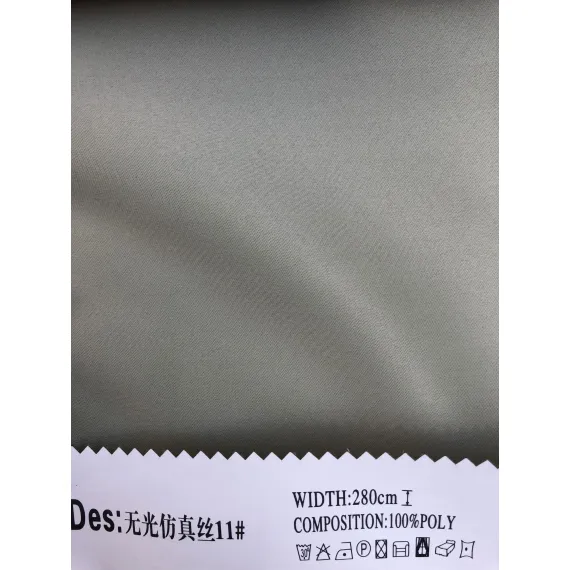 Des:无光仿真丝11#
WIDTH:280cm
COMPOSITION:100%POLY